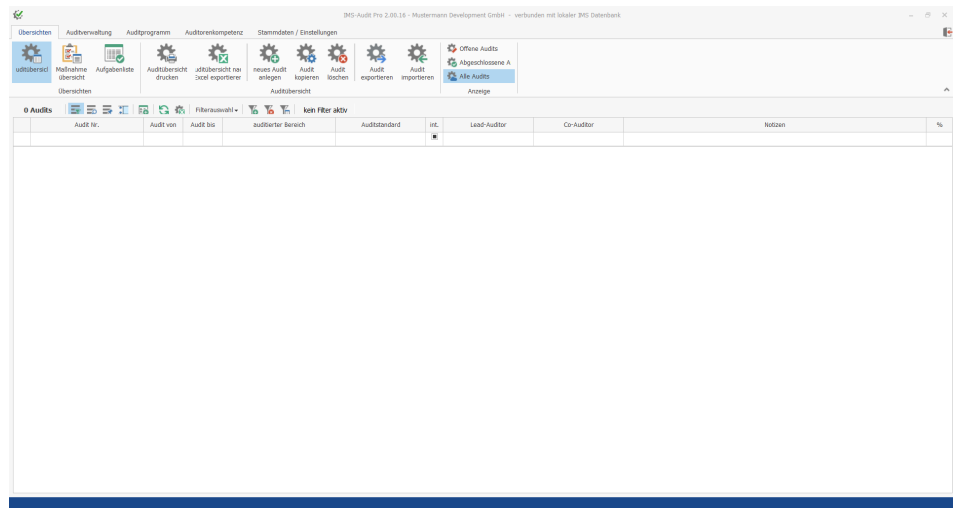 IMS-Audit Pro 2.00.16 - Mustermann Development GmbH - verbunden mit lokaler IMS Datenbank
Übersichten Auditverwaltung Auditprogramm Auditorenkompetenz Stammdaten / Einstellungen
uditübersicl
Maßnahme
übersicht
Aufgabenliste
Auditübersicht
drucken
uditübersicht nac
Excel exportierer
neues Audit
anlegen
Audit
kopieren
Audit
löschen
Audit
exportieren
Audit
importieren
Offene Audits
Abgeschlossene A
Alle Audits
Übersichten Auditübersicht Anzeige
0 Audits Filterauswahl kein Filter aktiv
Audit Nr. Audit von Audit bis auditierter Bereich Auditstandard int. Lead-Auditor Co-Auditor Notizen %